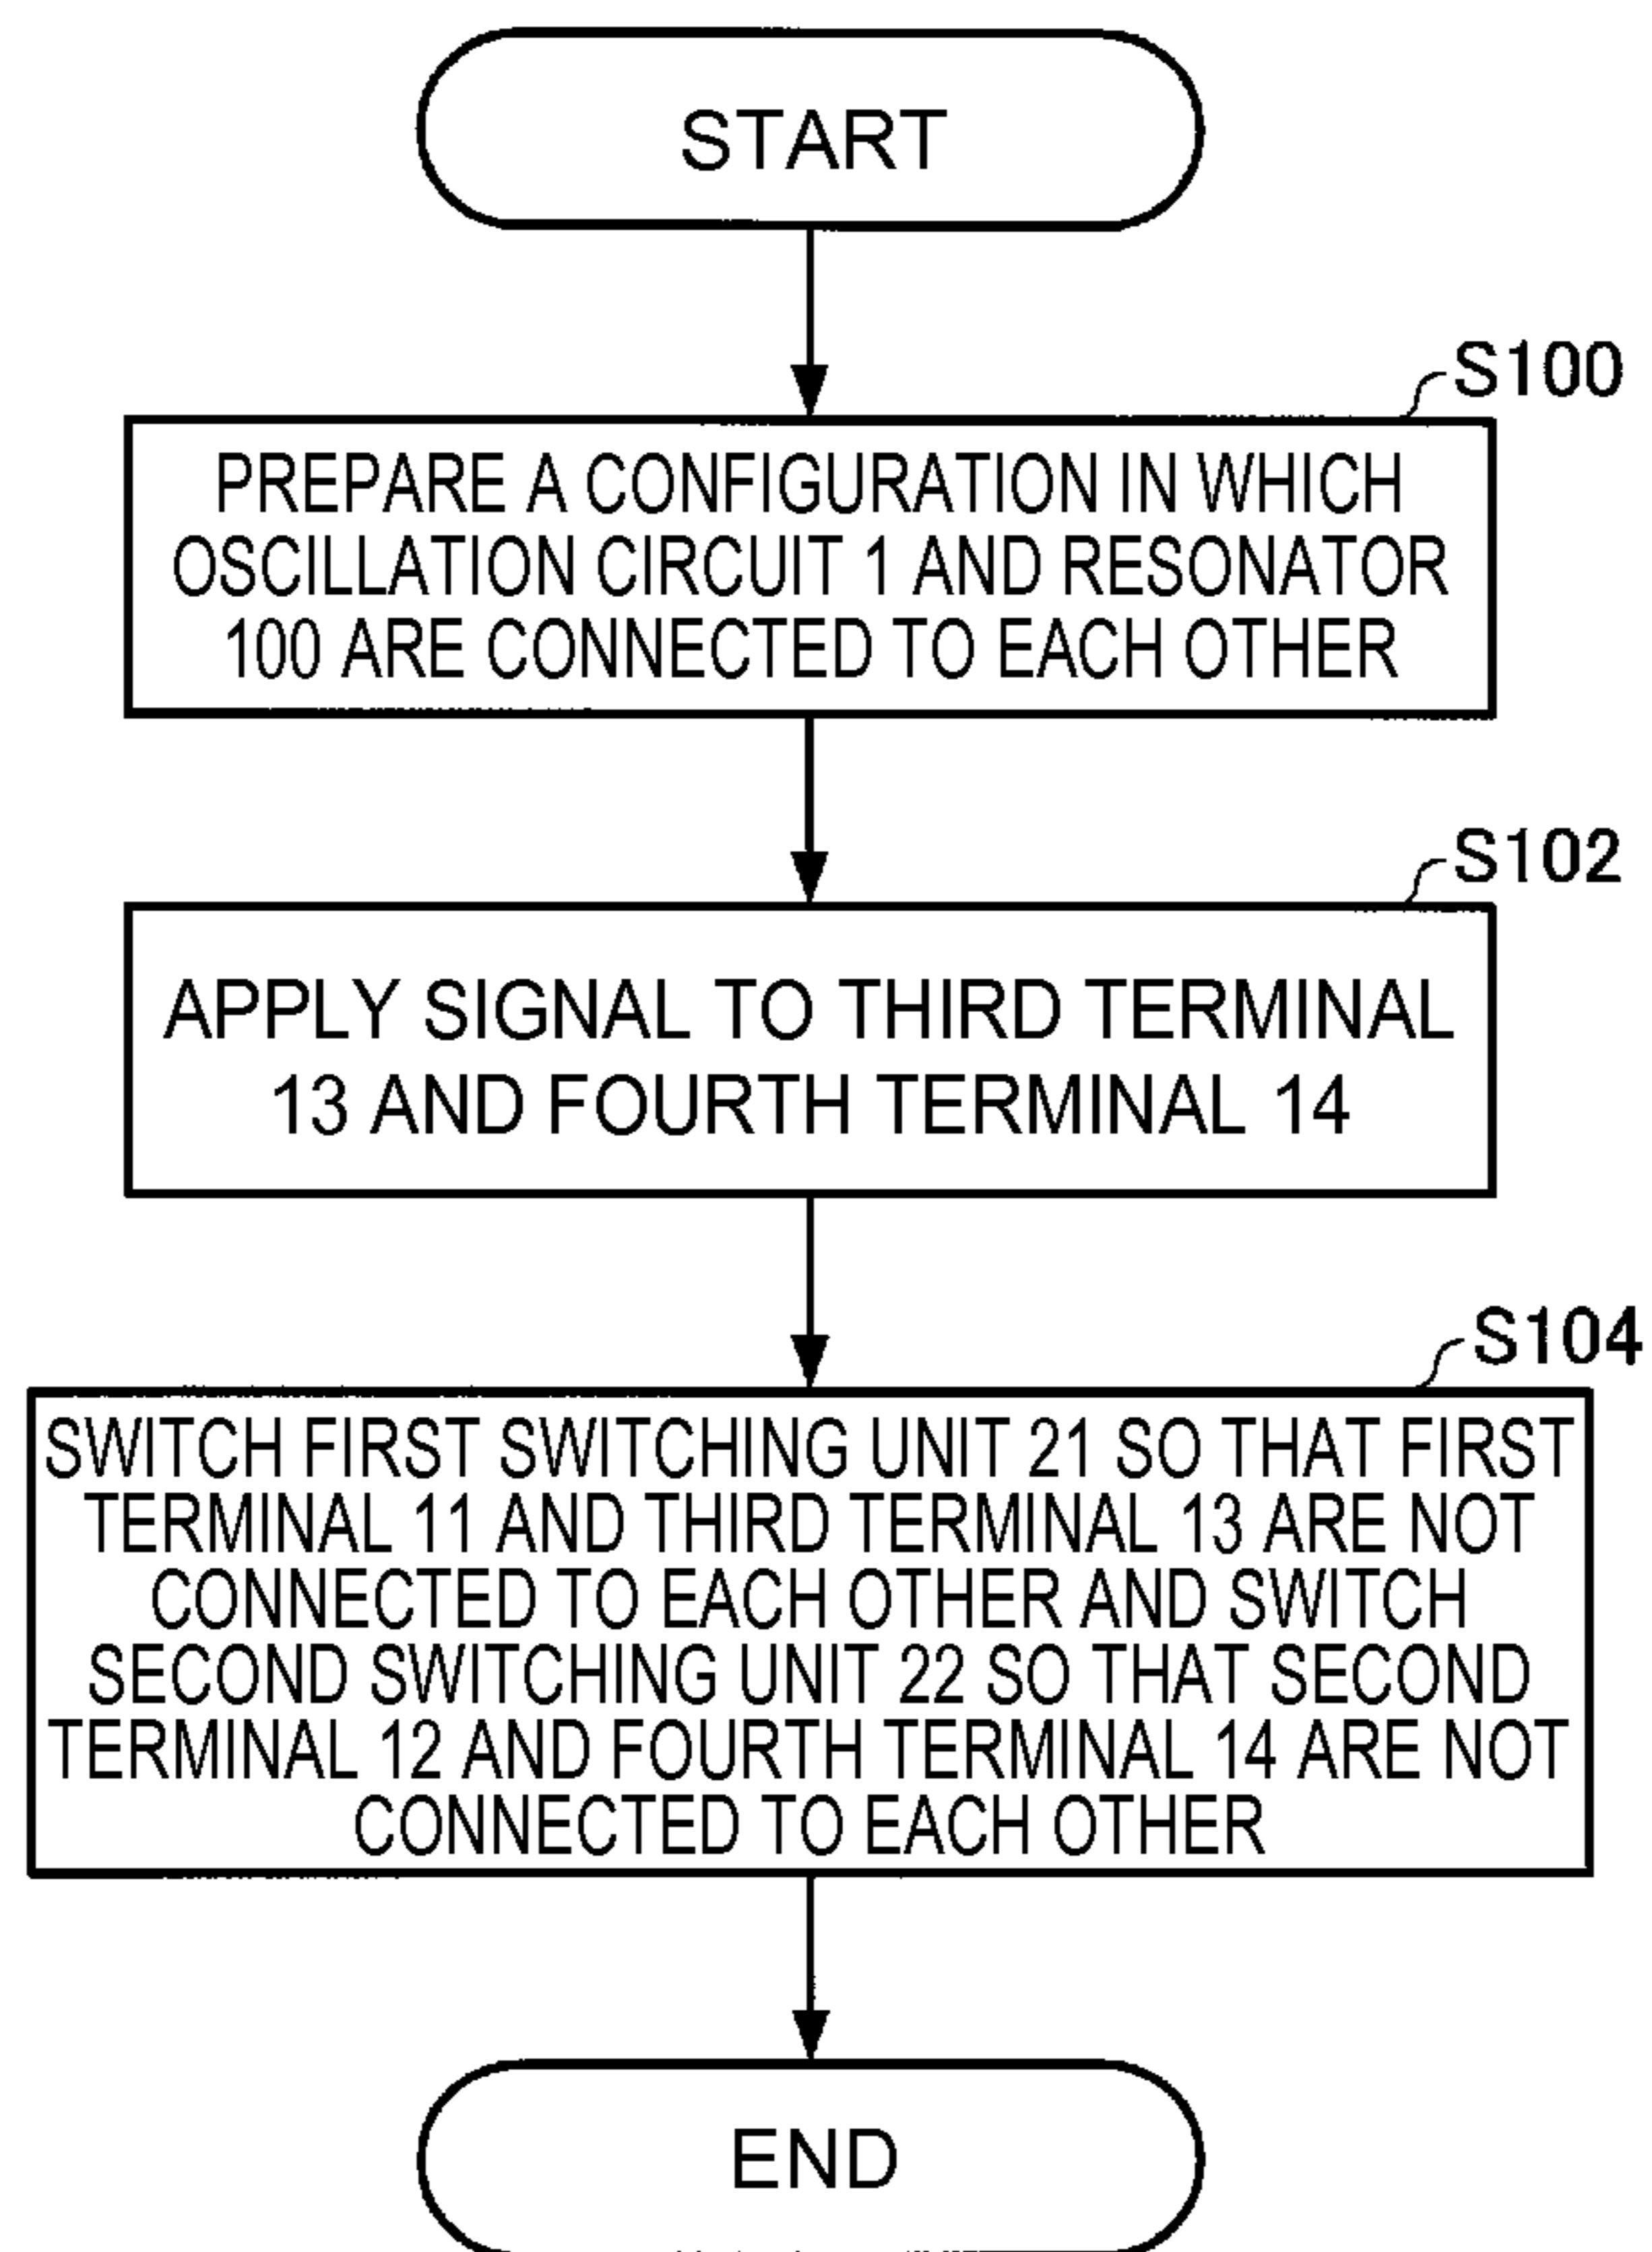 START
S100
PREPARE A CONFIGURATION IN WHICH
OSCILLATION CIRCUIT 1 AND RESONATOR
100 ARE CONNECTED TO EACH OTHER
S102
APPLY SIGNAL TO THIRD TERMINAL
13 AND FOURTH TERMINAL 14
S104
SWITCH FIRST SWITCHING UNIT 21 SO THAT FIRST
TERMINAL 11 AND THIRD TERMINAL 13 ARE NOT
CONNECTED TO EACH OTHER AND SWITCH
SECOND SWITCHING UNIT 22 SO THAT SECOND
TERMINAL 12 AND FOURTH TERMINAL 14 ARE NOT
CONNECTED TO EACH OTHER
END